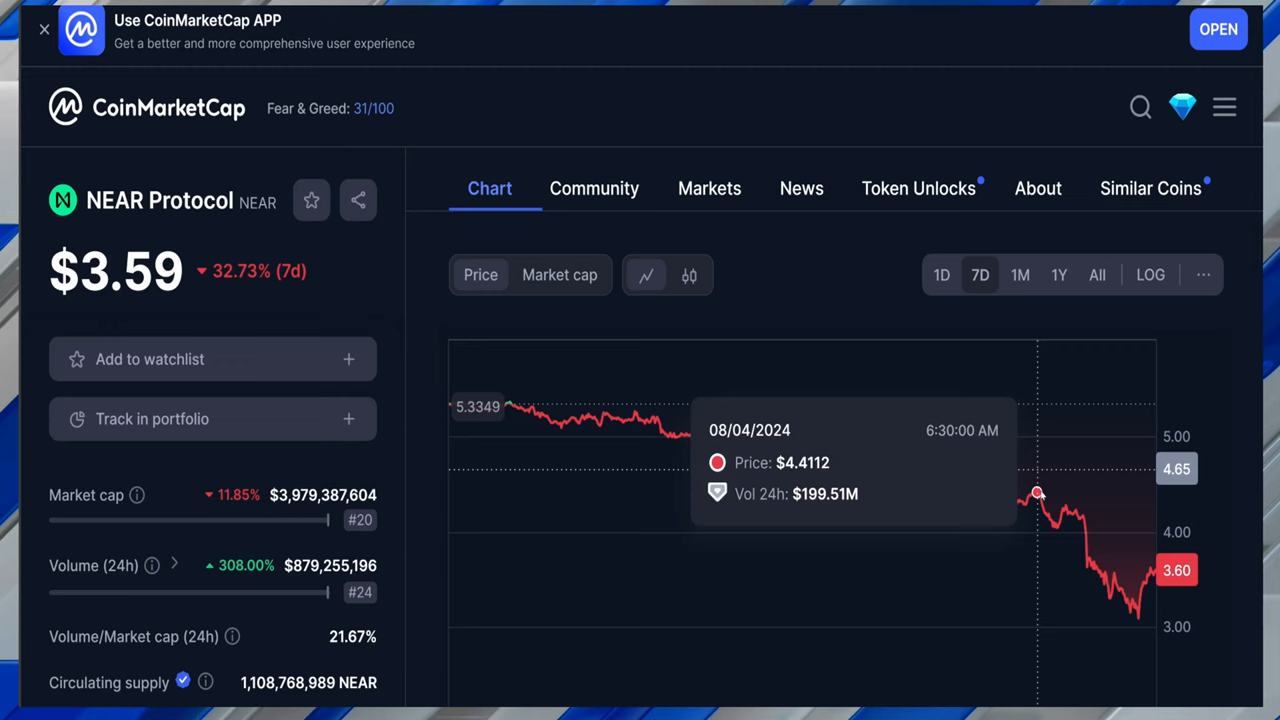 Use CoinMarketCap APP
Get a better and more comprehensive user experience
OPEN
CoinMarketCap
Fear & Greed: 31/100
NEAR Protocol NEAR
$3.59 32.73% (7d)
Add to watchlist
Track in portfolio
Market cap 11.85% $3,979,387,604
#20
Volume (24h) 308.00% $879,255,196
#24
Volume/Market cap (24h) 21.67%
Circulating supply 1,108,768,989 NEAR
Chart Community Markets News Token Unlocks About Similar Coins
Price Market cap 1D 7D 1M 1Y All LOG ...
5.3349
08/04/2024 6:30:00 AM
Price: $4.4112
Vol 24h: $199.51M
5.00
4.65
4.00
3.60
3.00